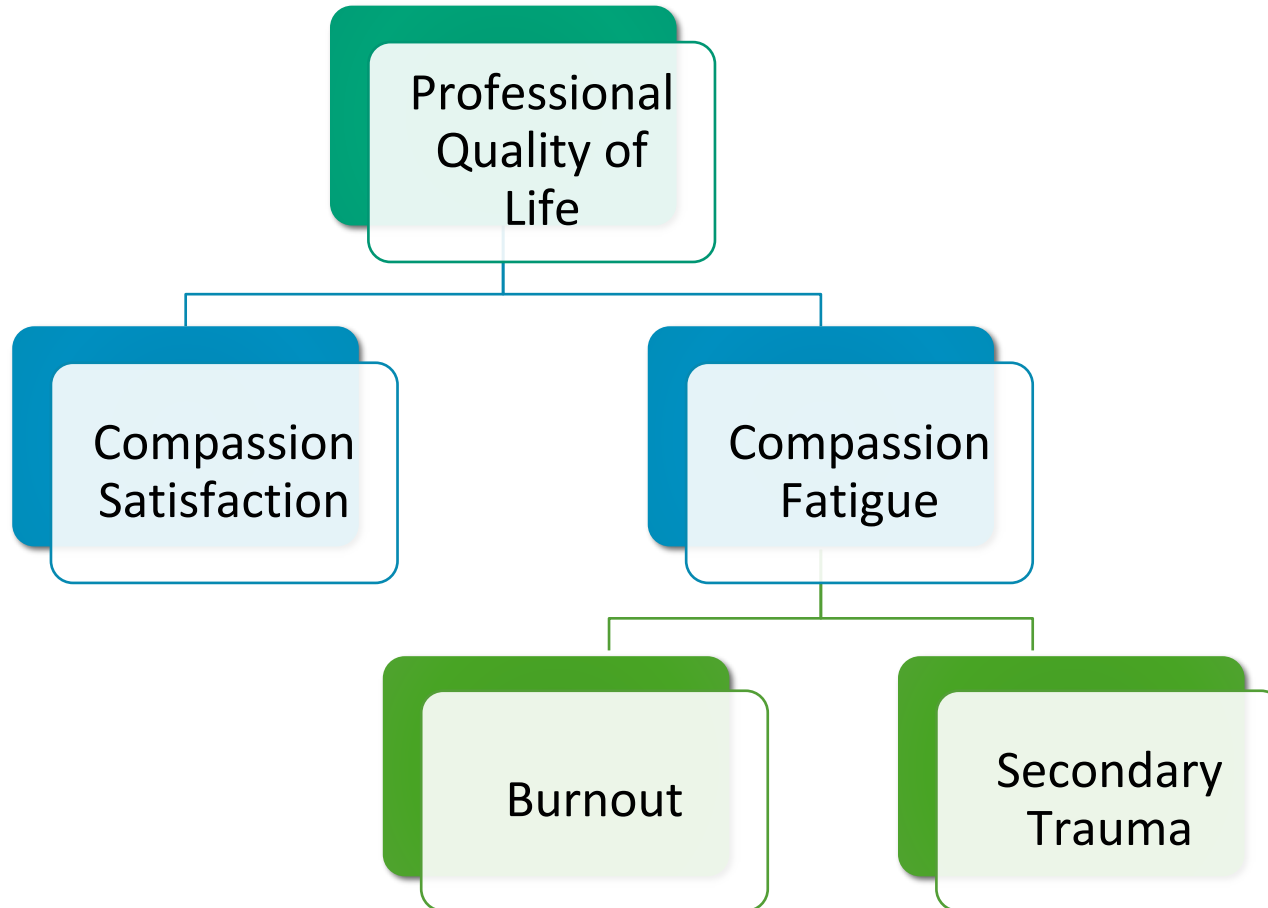 Professional
Quality of
Life
Compassion
Satisfaction
Compassion
Fatigue
Burnout
Secondary
Trauma